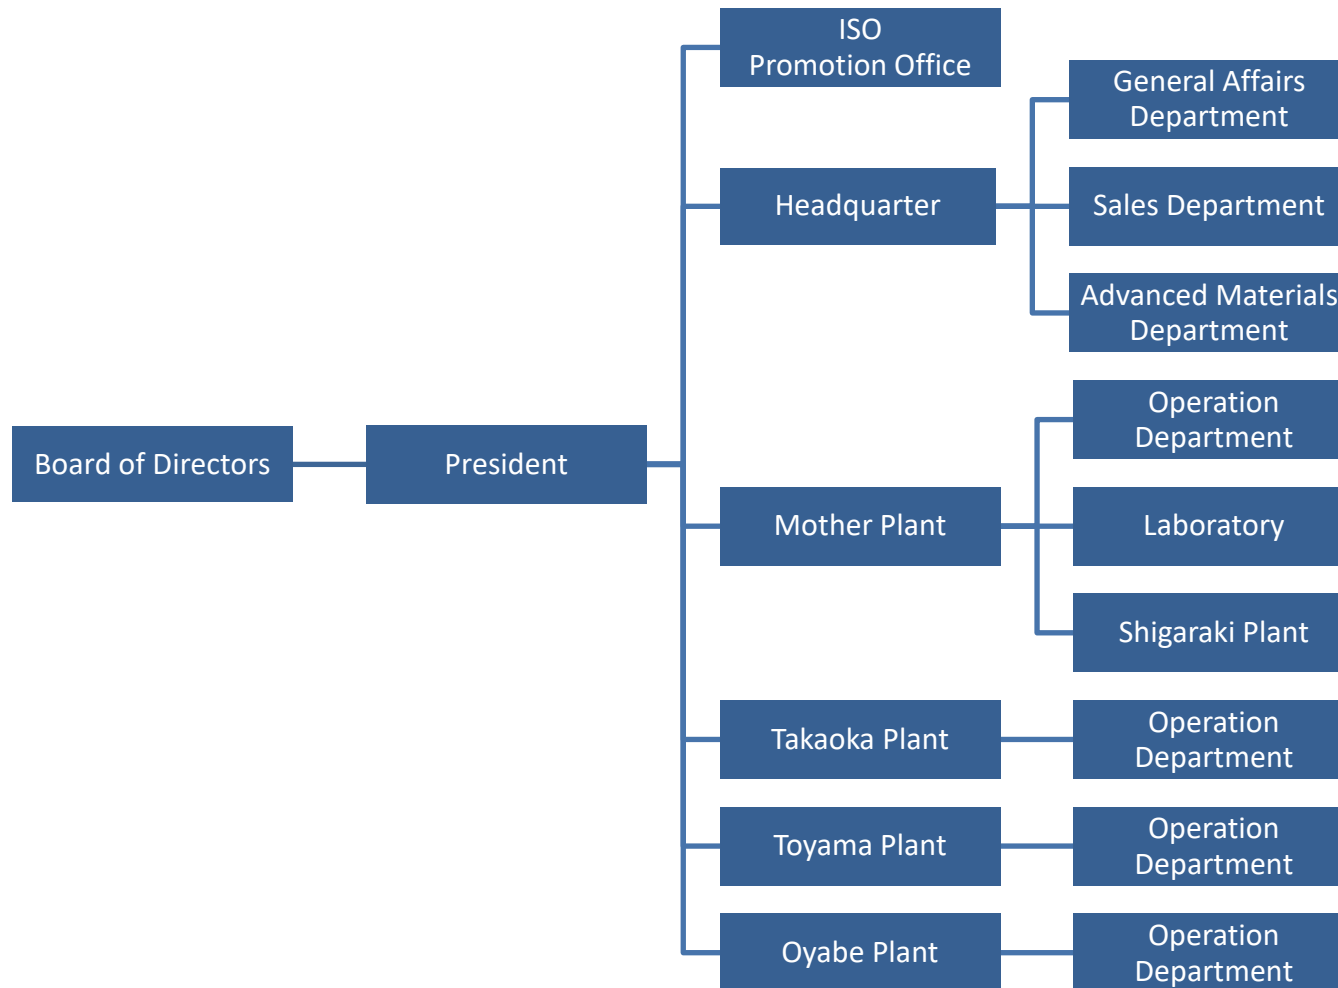 ISO
Promotion Office
General Affairs
Department
Headquarter
Sales Department
Advanced Materials
Department
Operation
Department
Board of Directors
President
Mother Plant
Laboratory
Shigaraki Plant
Takaoka Plant
Operation
Department
Toyama Plant
Operation
Department
Oyabe Plant
Operation
Department